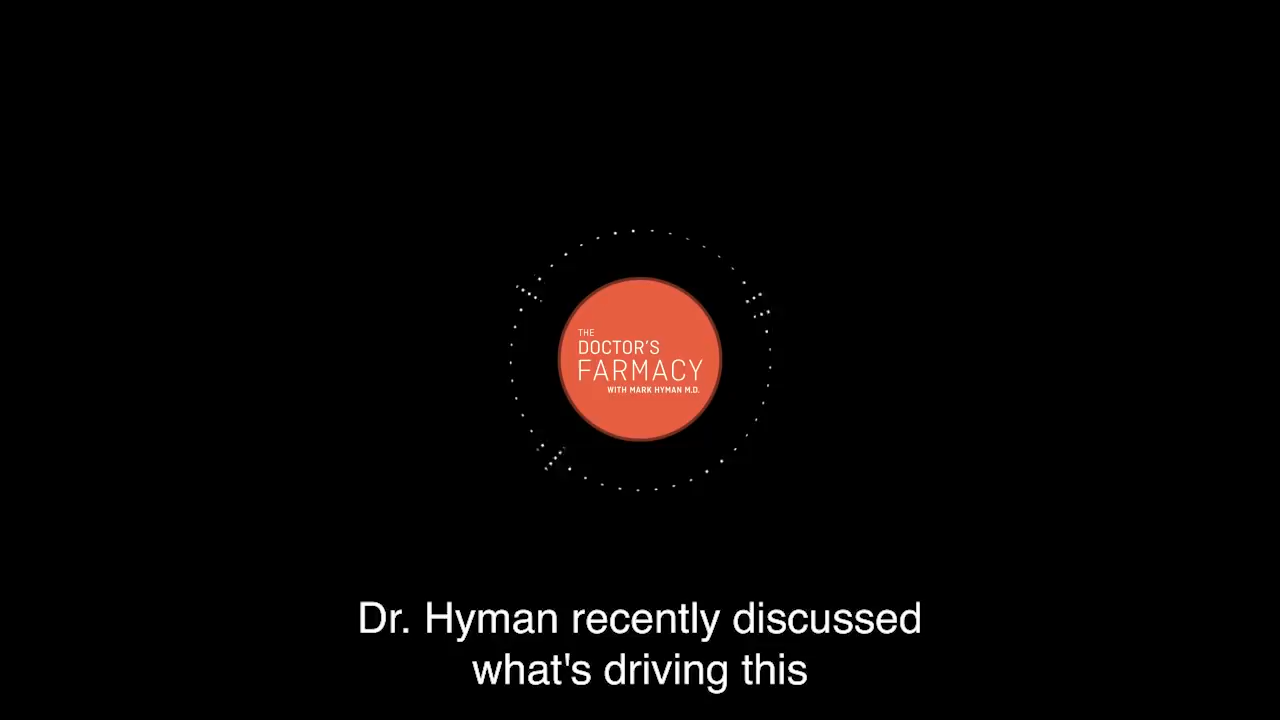 THE
DOCTOR'S
FARMACY
WITH MARK HYMAN M.D.
Dr. Hyman recently discussed
what's driving this